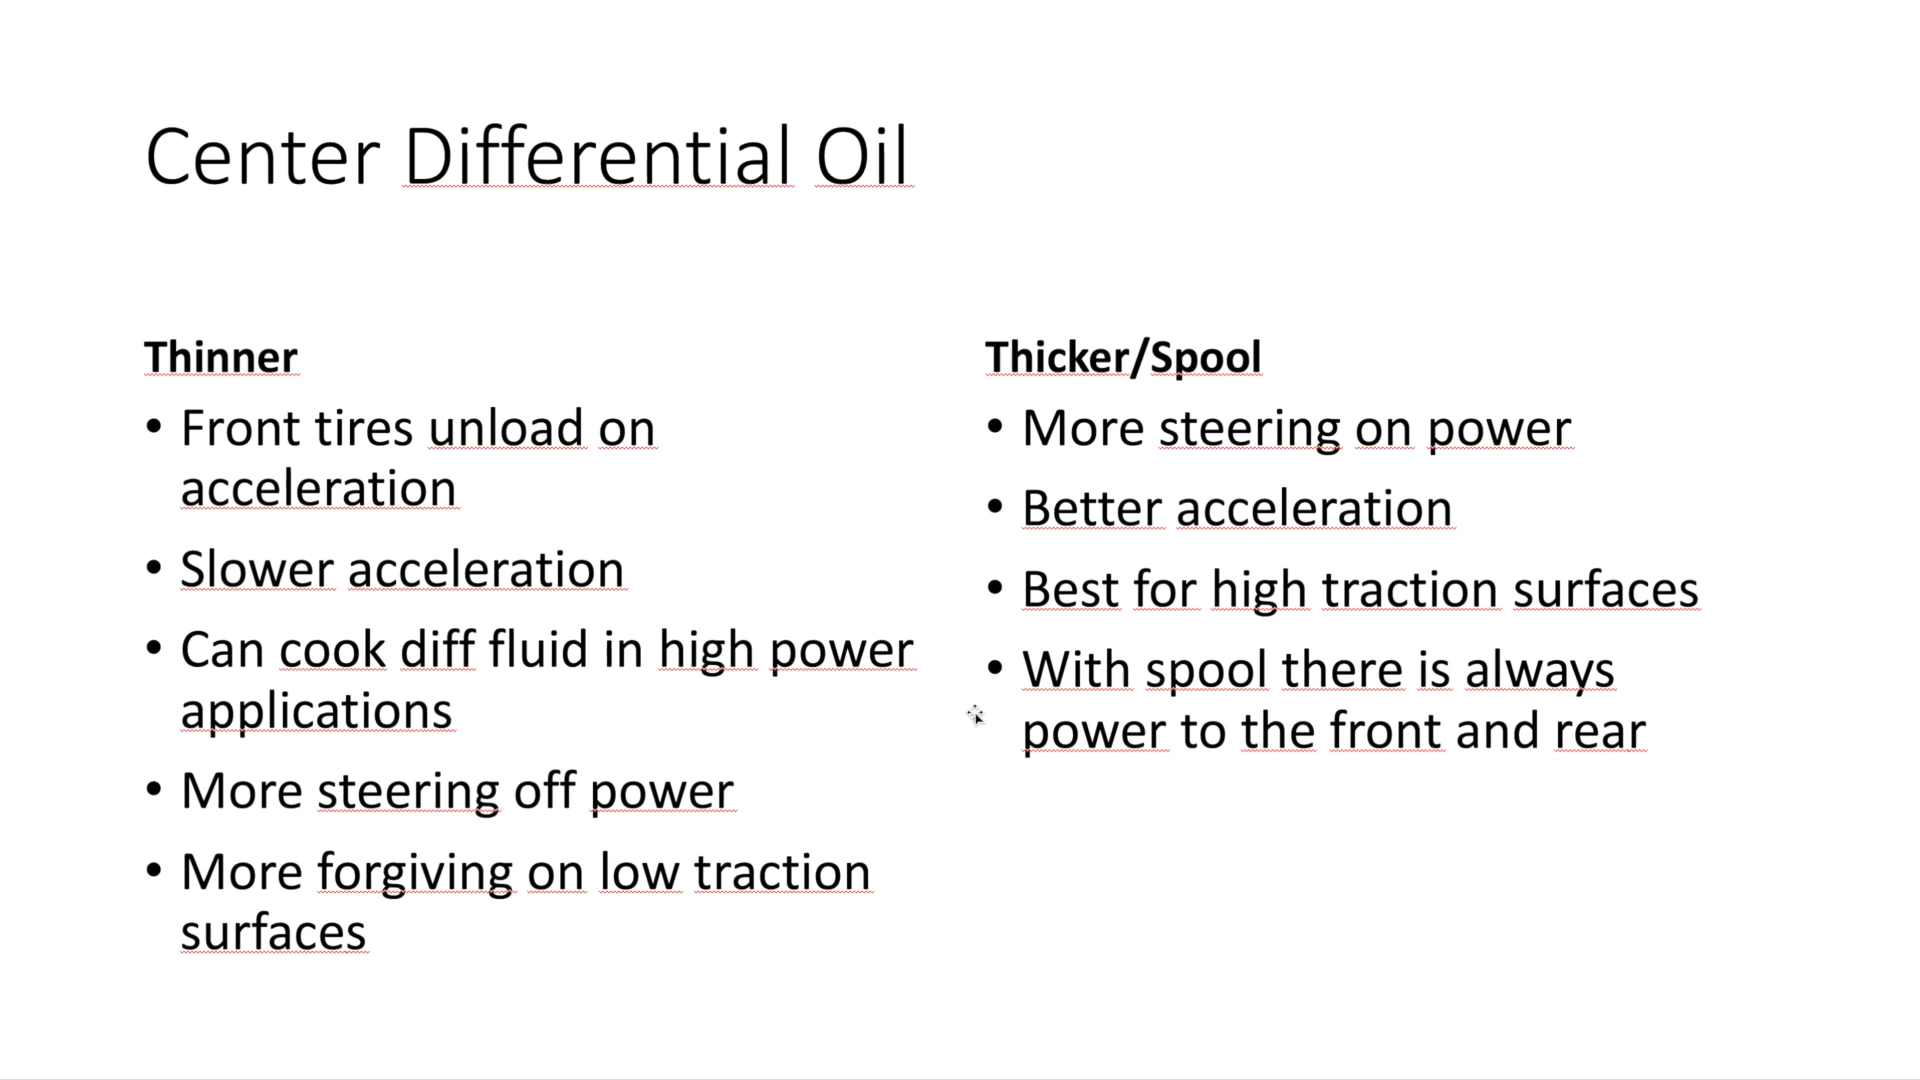 Center Differential Oil
Thinner
• Front tires unload on
acceleration
• Slower acceleration
• Can cook diff fluid in high power
applications
• More steering off power
• More forgiving on low traction
surfaces
Thicker/Spool
• More steering on power
• Better acceleration
• Best for high traction surfaces
• With spool there is always
power to the front and rear